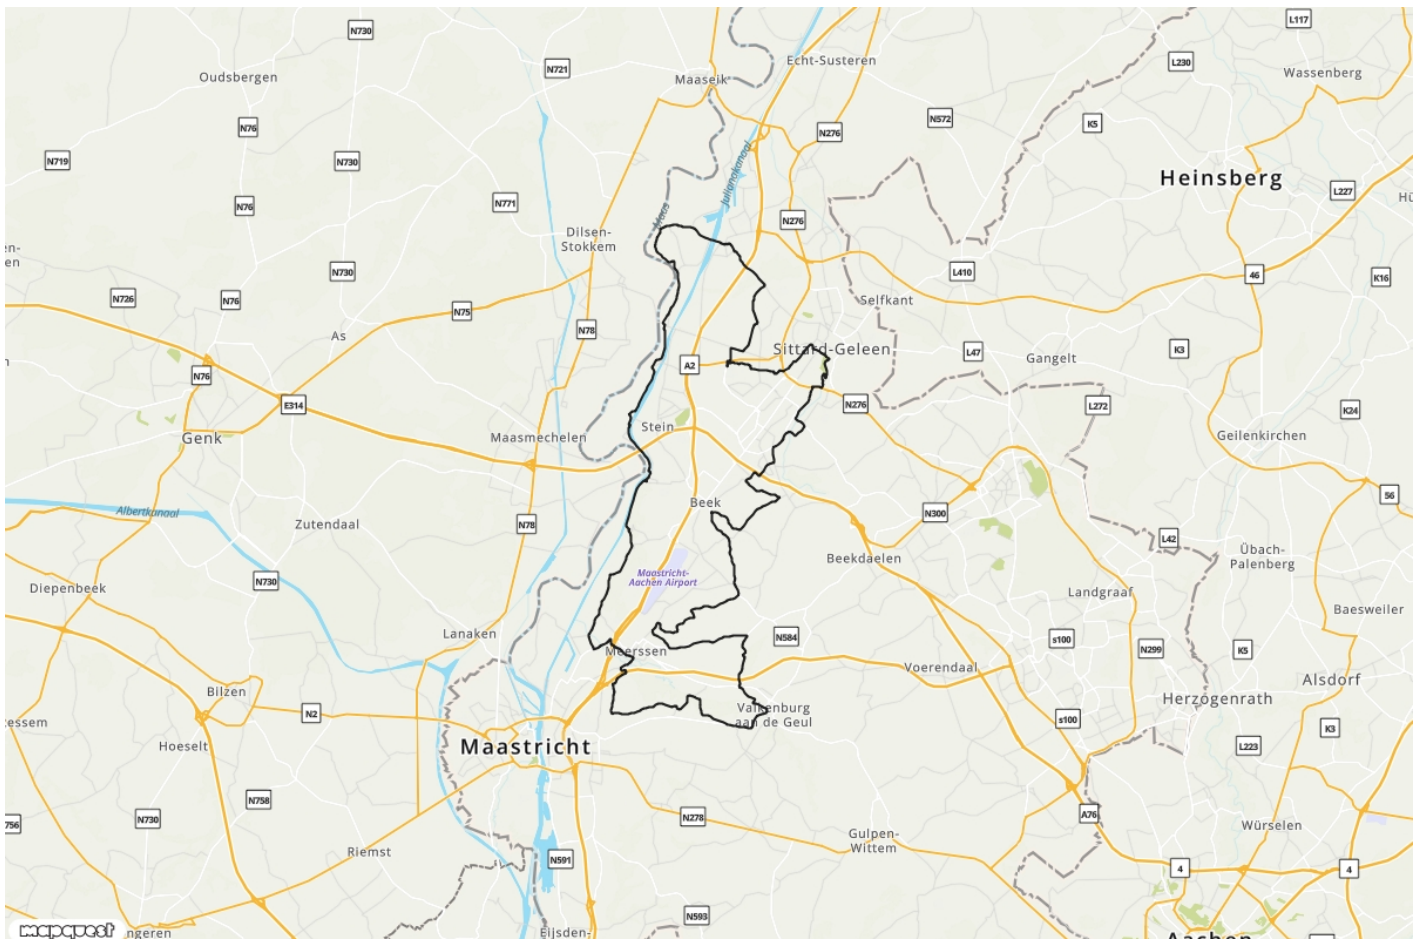 N730
L117
Oudsbergen
N721
Maaseik
Echt-Susteren
L230
Wassenberg
N76
N276
N572
K5
N719
N730
Julianakanaal
Heinsberg
L227
N76
N771
Maas
N276
Dilsen-
Stokkem
N730
L410
46
K16
N726
N76
N75
Selfkant
As
N78
Sittard-Geleen
L47
Gangelt
K3
N76
A2
E314
N276
L272
K24
Genk
Maasmechelen
Stein
Geilenkirchen
Albertkanaal
Zutendaal
N78
Beek
N300
56
L42
Übach-
Palenberg
Diepenbeek
N730
Maastricht-
Aachen Airport
Beekdaelen
Landgraaf
Baesweiler
Lanaken
N584
s100
N299
K5
Meerssen
Voerendaal
Bilzen
Alsdorf
N2
Valkenburg
aan de Geul
Herzogenrath
s100
K3
Hoeselt
Maastricht
L223
N758
N730
N278
A76
Gulpen-
Wittem
Würselen
Riemst
N591
4
4
N593
mapquest
Eijsden-
Aachen